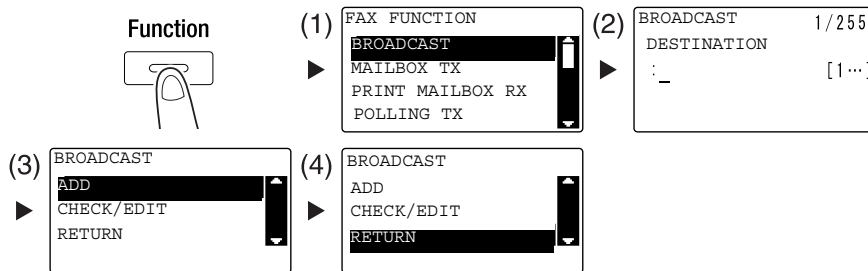 Function
(1)
FAX FUNCTION
BROADCAST
MAILBOX TX
PRINT MAILBOX RX
POLLING TX
(2)
BROADCAST 1/255
DESTINATION
:_ [1…]
(3)
BROADCAST
ADD
CHECK/EDIT
RETURN
(4)
BROADCAST
ADD
CHECK/EDIT
RETURN